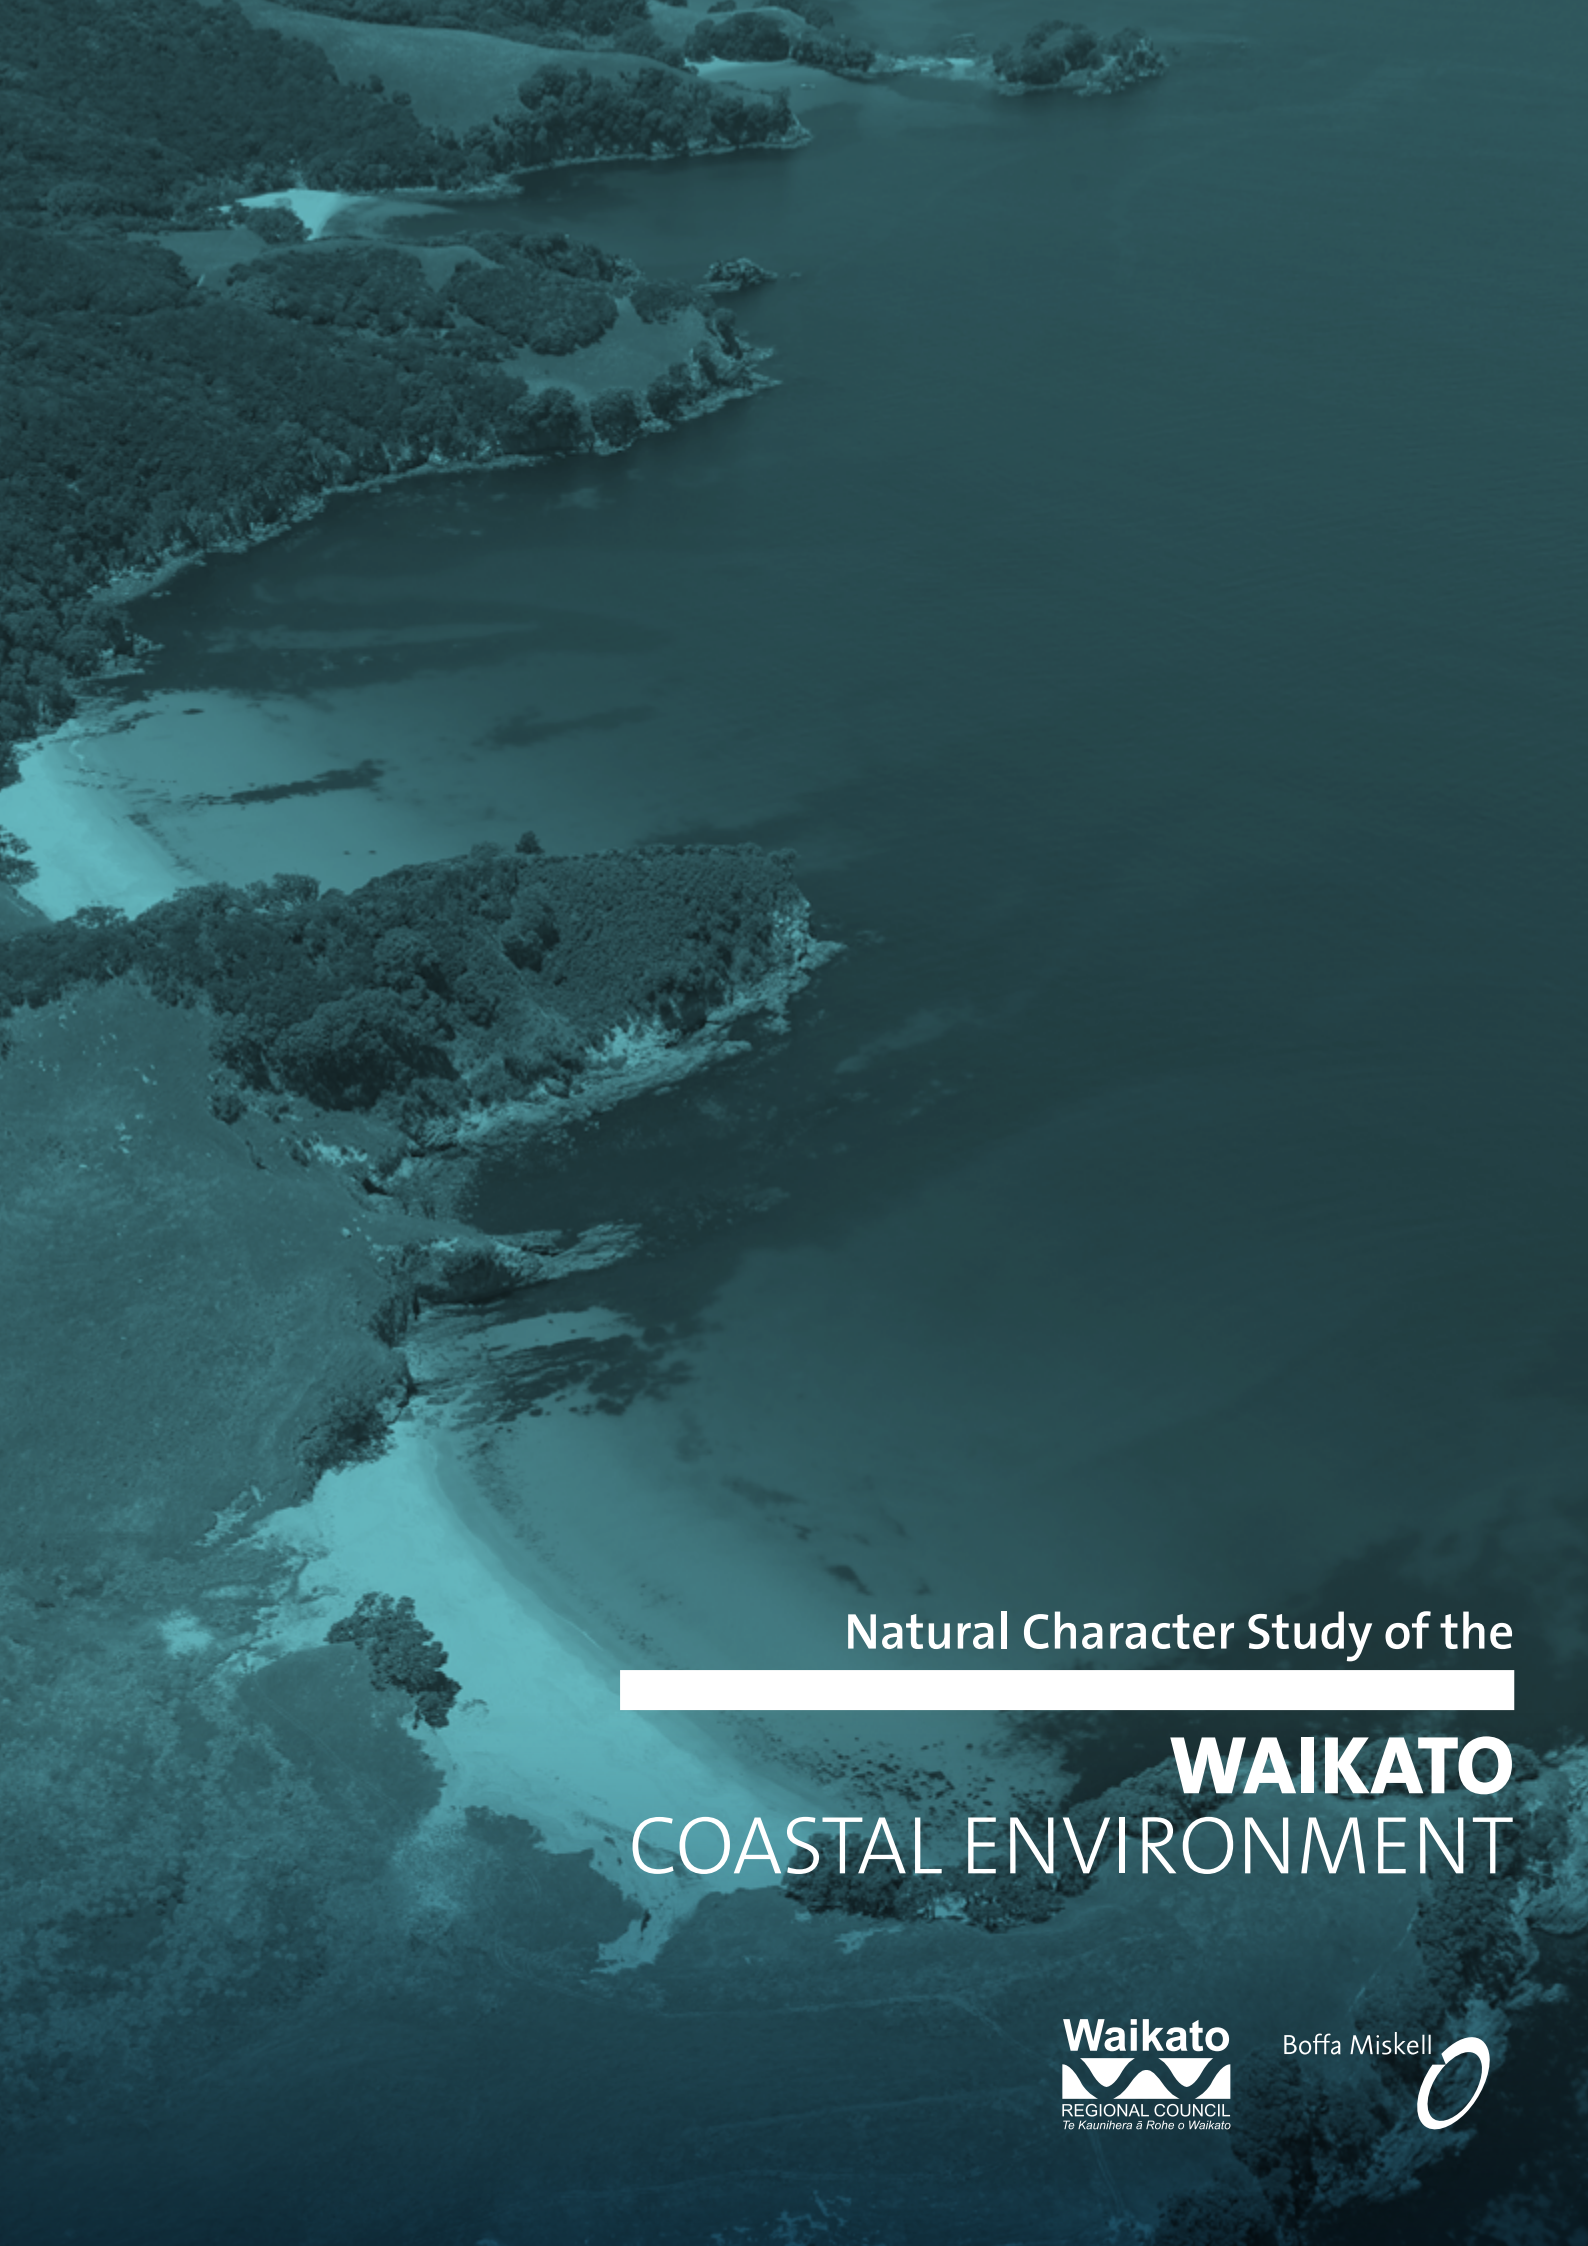 Natural Character Study of the
WAIKATO
COASTAL ENVIRONMENT
Waikato
REGIONAL COUNCIL
Te Kaunihera ā Rohe o Waikato
Boffa Miskell